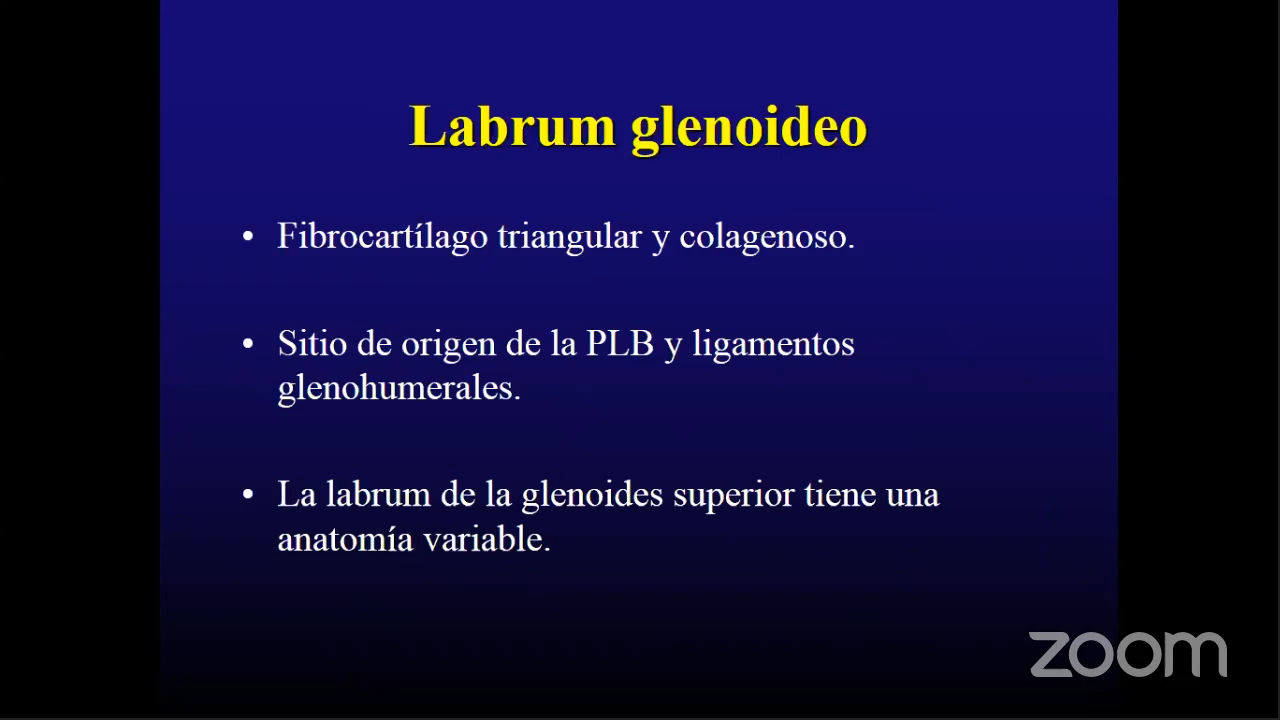 Labrum glenoideo
• Fibrocartílago triangular y colagenoso.
• Sitio de origen de la PLB y ligamentos
glenohumerales.
• La labrum de la glenoides superior tiene una
anatomía variable.
zoom